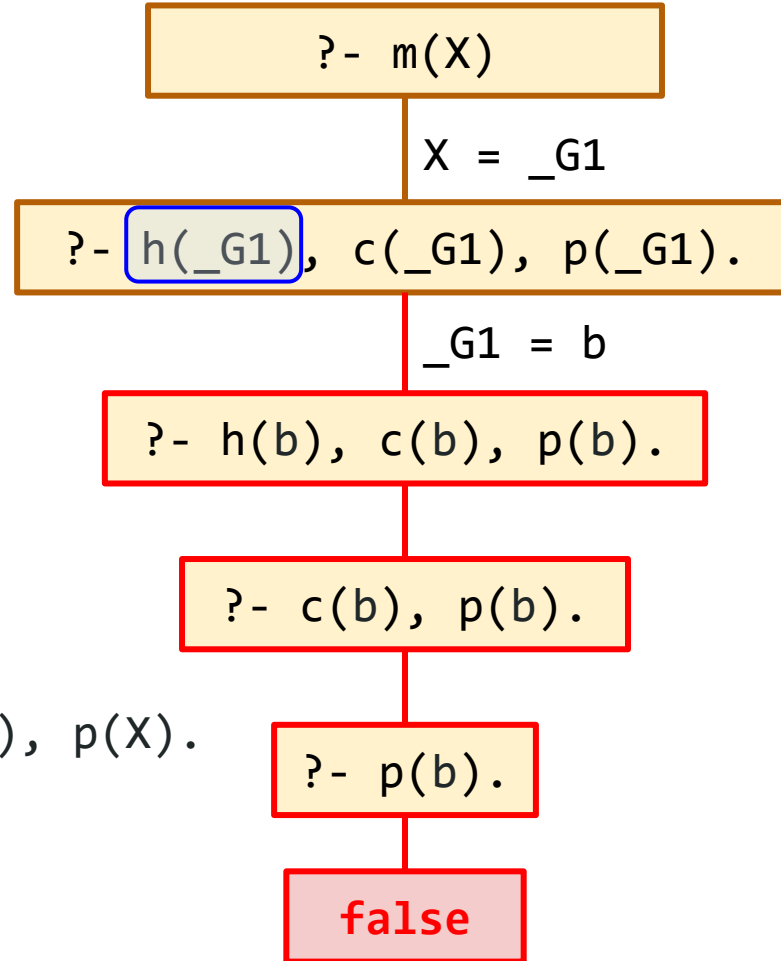 ?- m(X)
X = _G1
?- h(_G1), c(_G1), p(_G1).
_G1 = b
?- h(b), c(b), p(b).
?- c(b), p(b).
), p(X).
?- p(b).
false